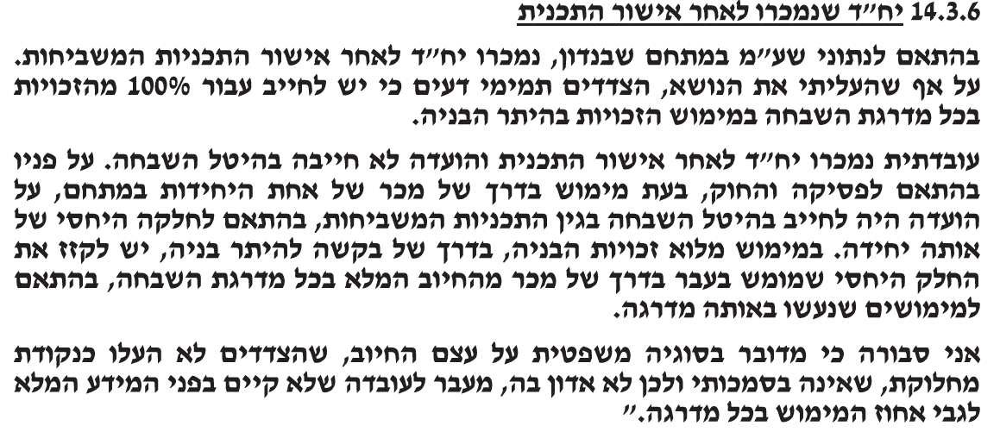 14.3.6 יח״ד שנמכרו לאחר אישור התכנית
בהתאם לנתוני שע״מ במתחם שבנדון, נמכרו יח״ד לאחר אישור התכניות המשביחות.
על אף שהעליתי את הנושא, הצדדים תמימי דעים כי יש לחייב עבור 100% מהזכויות
בכל מדרגת השבחה במימוש הזכויות בהיתר הבניה.
עובדתית נמכרו יח״ד לאחר אישור התכנית והועדה לא חייבה בהיטל השבחה. על פניו
בהתאם לפסיקה והחוק, בעת מימוש בדרך של מכר של אחת היחידות במתחם, על
הועדה היה לחייב בהיטל השבחה בגין התכניות המשביחות, בהתאם לחלקה היחסי של
אותה יחידה. במימוש מלוא זכויות הבניה, בדרך של בקשה להיתר בניה, יש לקזז את
החלק היחסי שמומש בעבר בדרך של מכר מהחיוב המלא בכל מדרגת השבחה, בהתאם
למימושים שנעשו באותה מדרגה.
אני סבורה כי מדובר בסוגיה משפטית על עצם החיוב, שהצדדים לא העלו כנקודת
מחלוקת, שאינה בסמכותי ולכן לא אדון בה, מעבר לעובדה שלא קיים בפני המידע המלא
לגבי אחוז המימוש בכל מדרגה.״